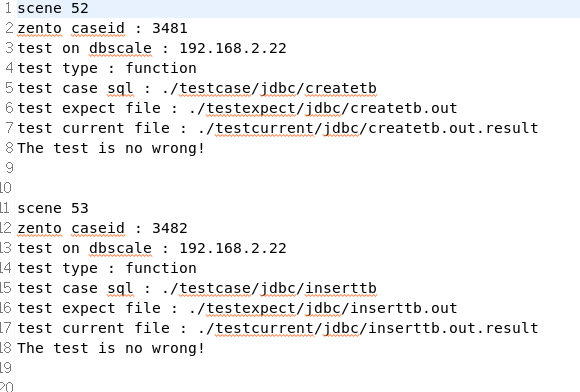 1 scene 52
2 zento caseid : 3481
3 test on dbscale : 192.168.2.22
4 test type : function
5 test case sql : ./testcase/jdbc/createtb
6 test expect file : ./testexpect/jdbc/createtb.out
7 test current file : ./testcurrent/jdbc/createtb.out.result
8 The test is no wrong!
9
10
11 scene 53
12 zento caseid : 3482
13 test on dbscale : 192.168.2.22
14 test type : function
15 test case sql : ./testcase/jdbc/inserttb
16 test expect file : ./testexpect/jdbc/inserttb.out
17 test current file : ./testcurrent/jdbc/inserttb.out.result
18 The test is no wrong!
19
20